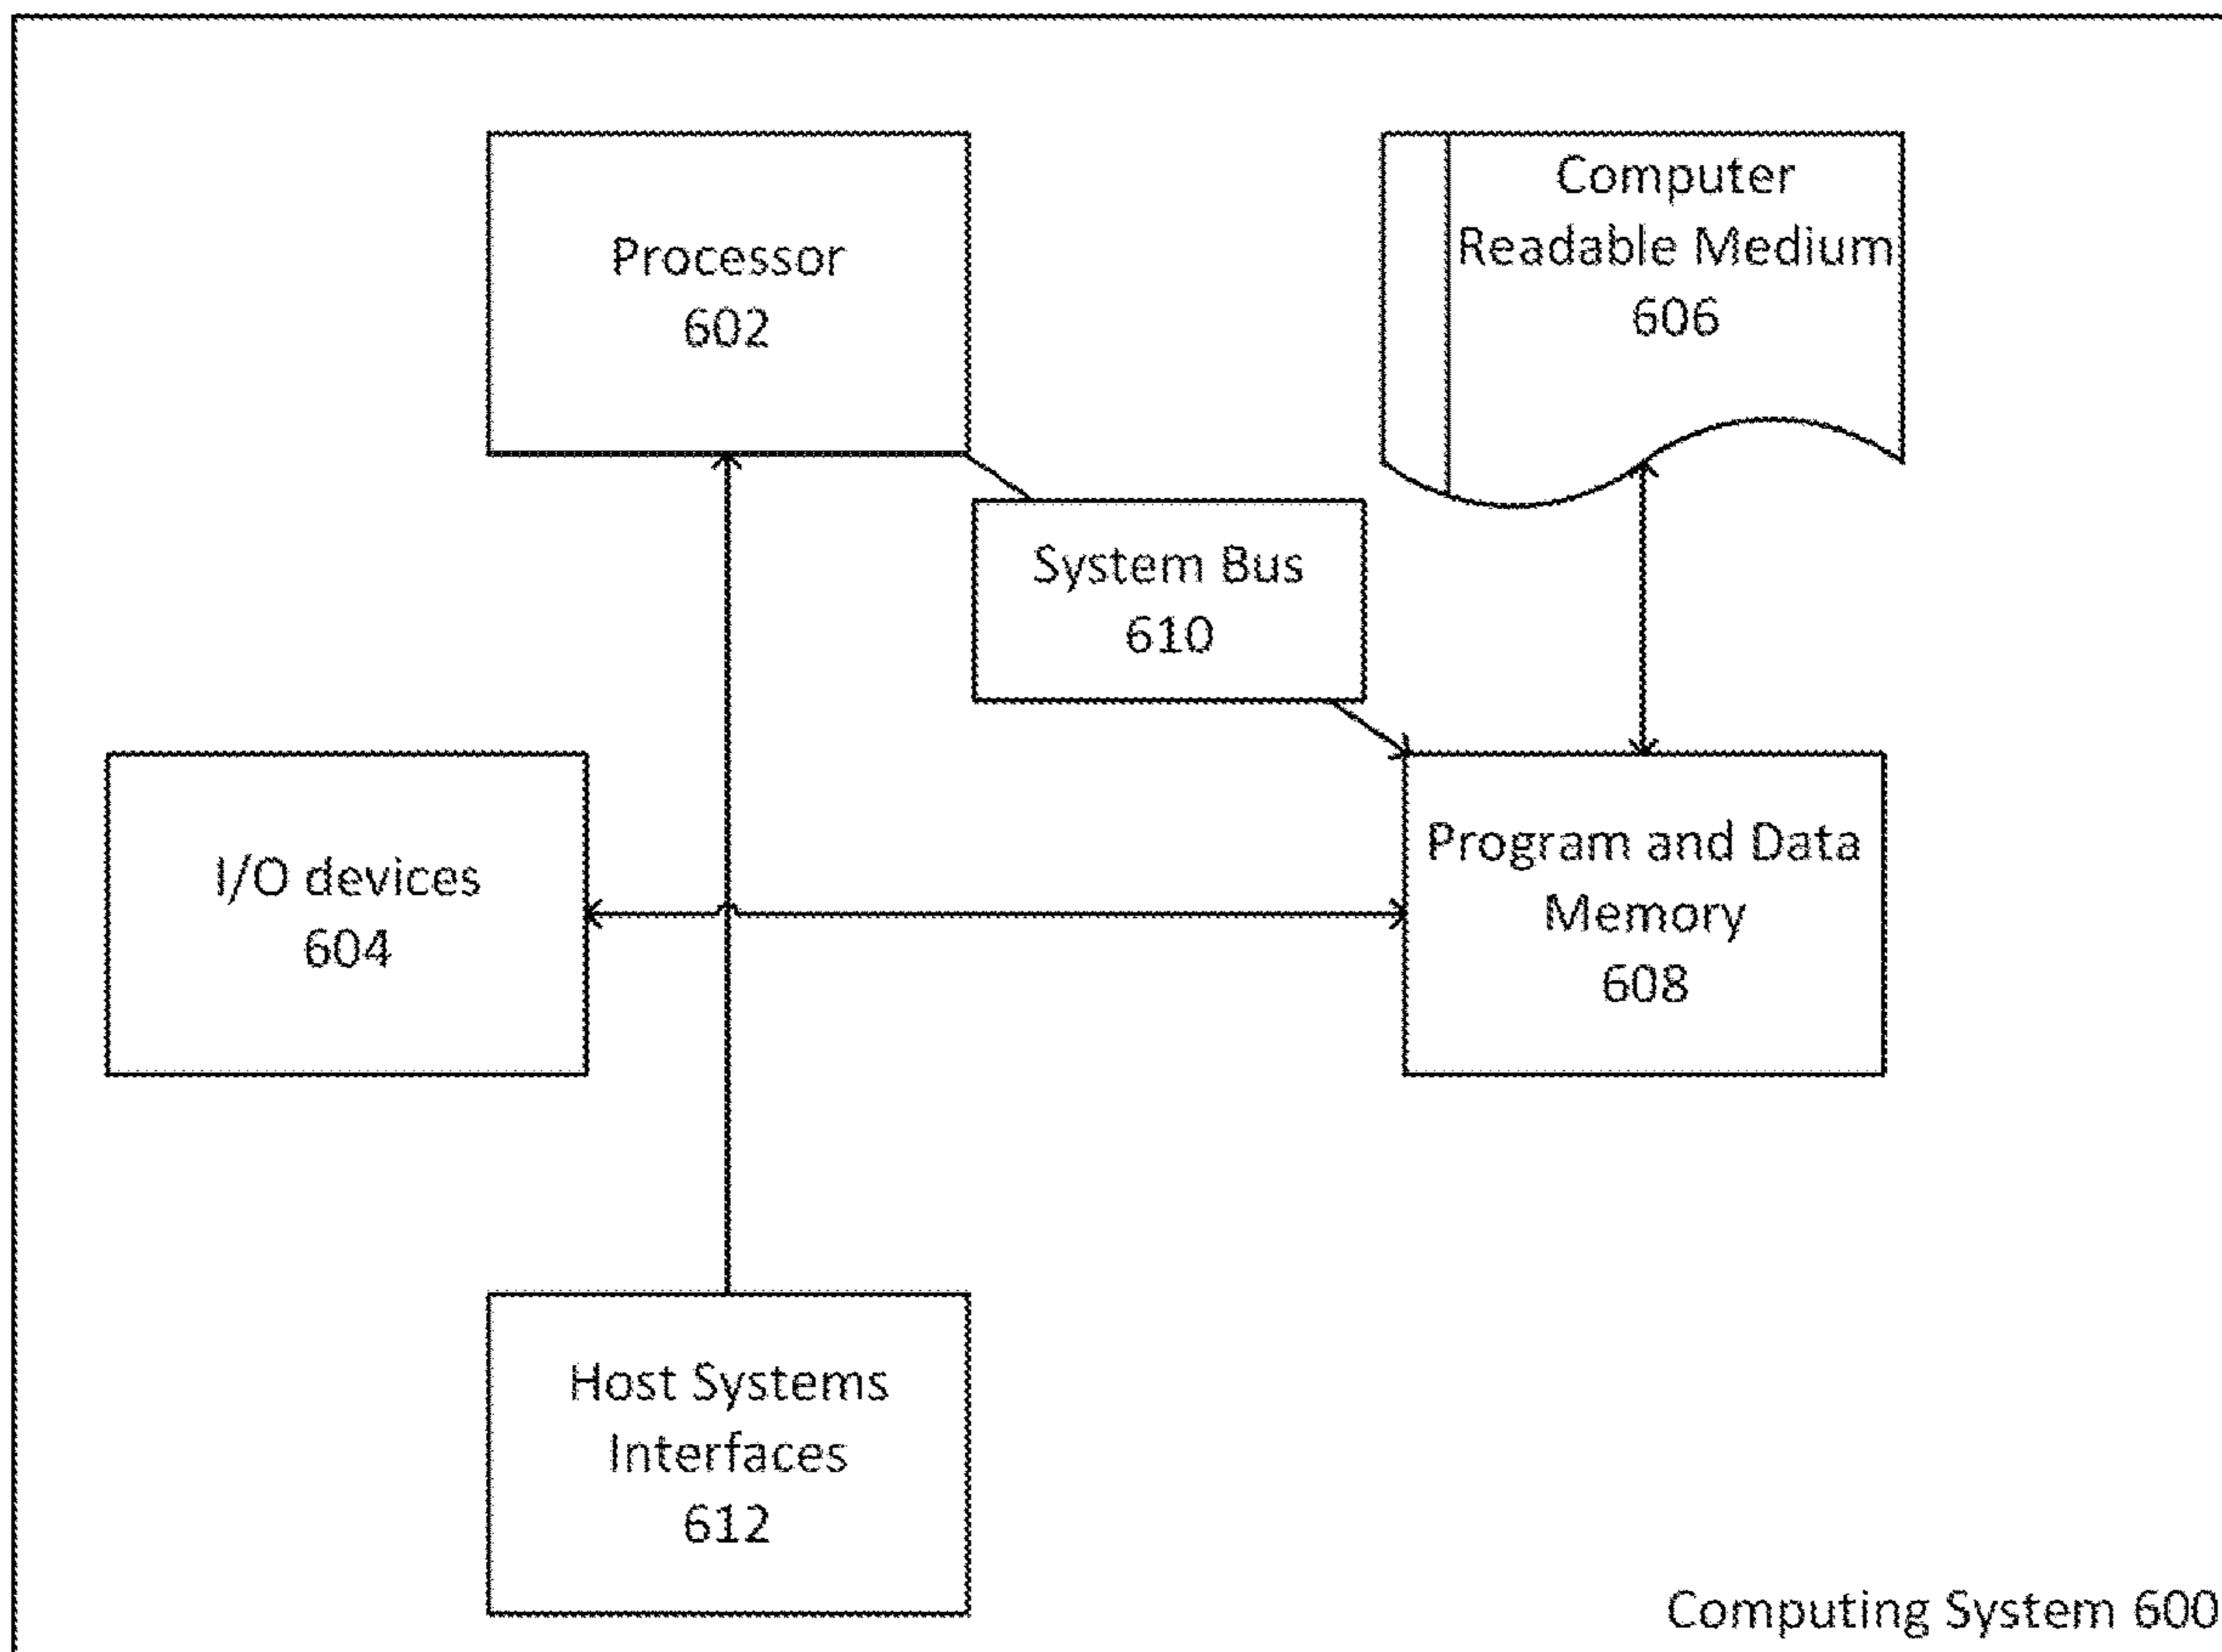 Processor
602
Computer
Readable Medium
606
System Bus
610
I/O devices
604
Program and Data
Memory
608
Host Systems
Interfaces
612
Computing System 600